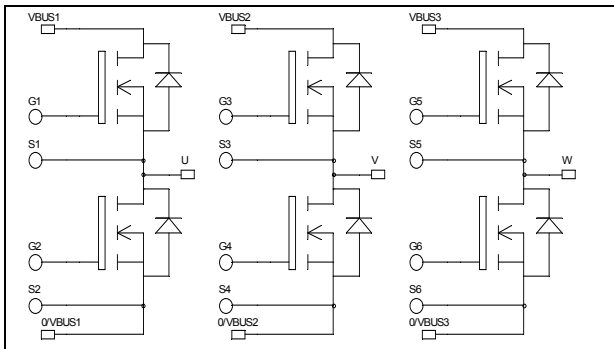 VBUS1 VBUS2 VBUS3
G1 G3 G5
S1 S3 S5
U V W
G2 G4 G6
S2 S4 S6
0/VBUS1 0/VBUS2 0/VBUS3